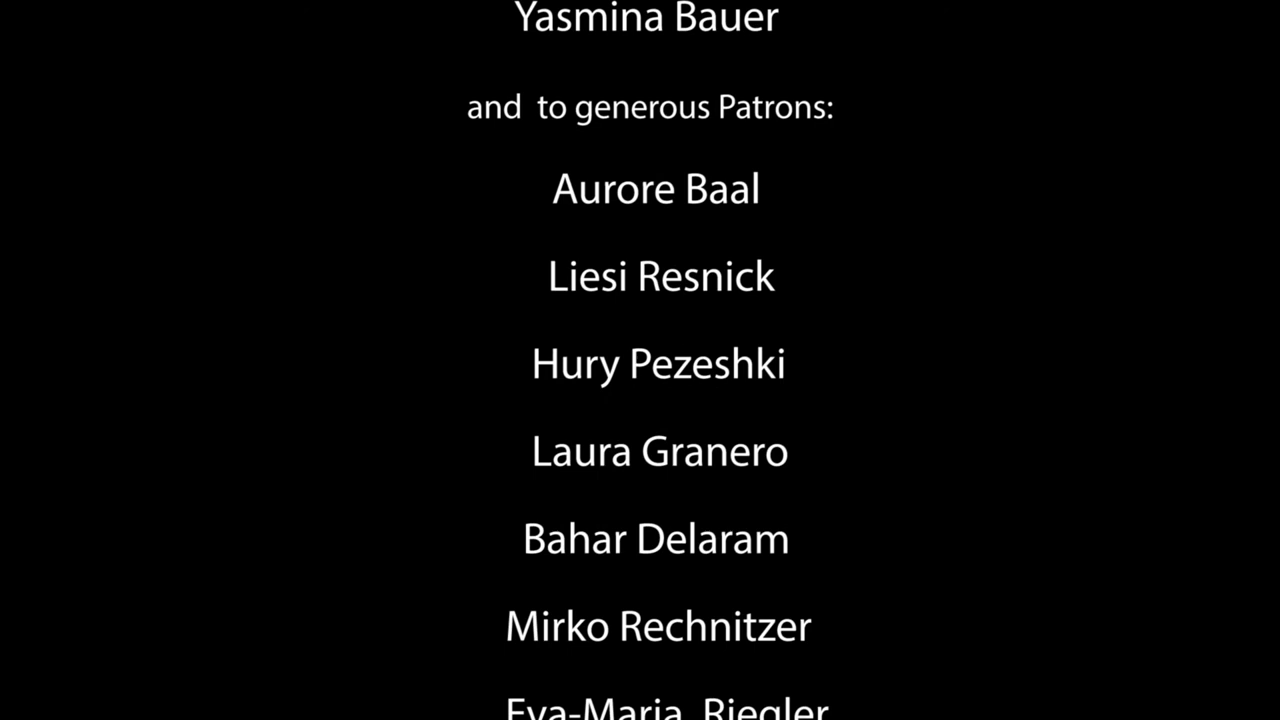 Yasmina Bauer
and to generous Patrons:
Aurore Baal
Liesi Resnick
Hury Pezeshki
Laura Granero
Bahar Delaram
Mirko Rechnitzer
Eva-Maria Riegler